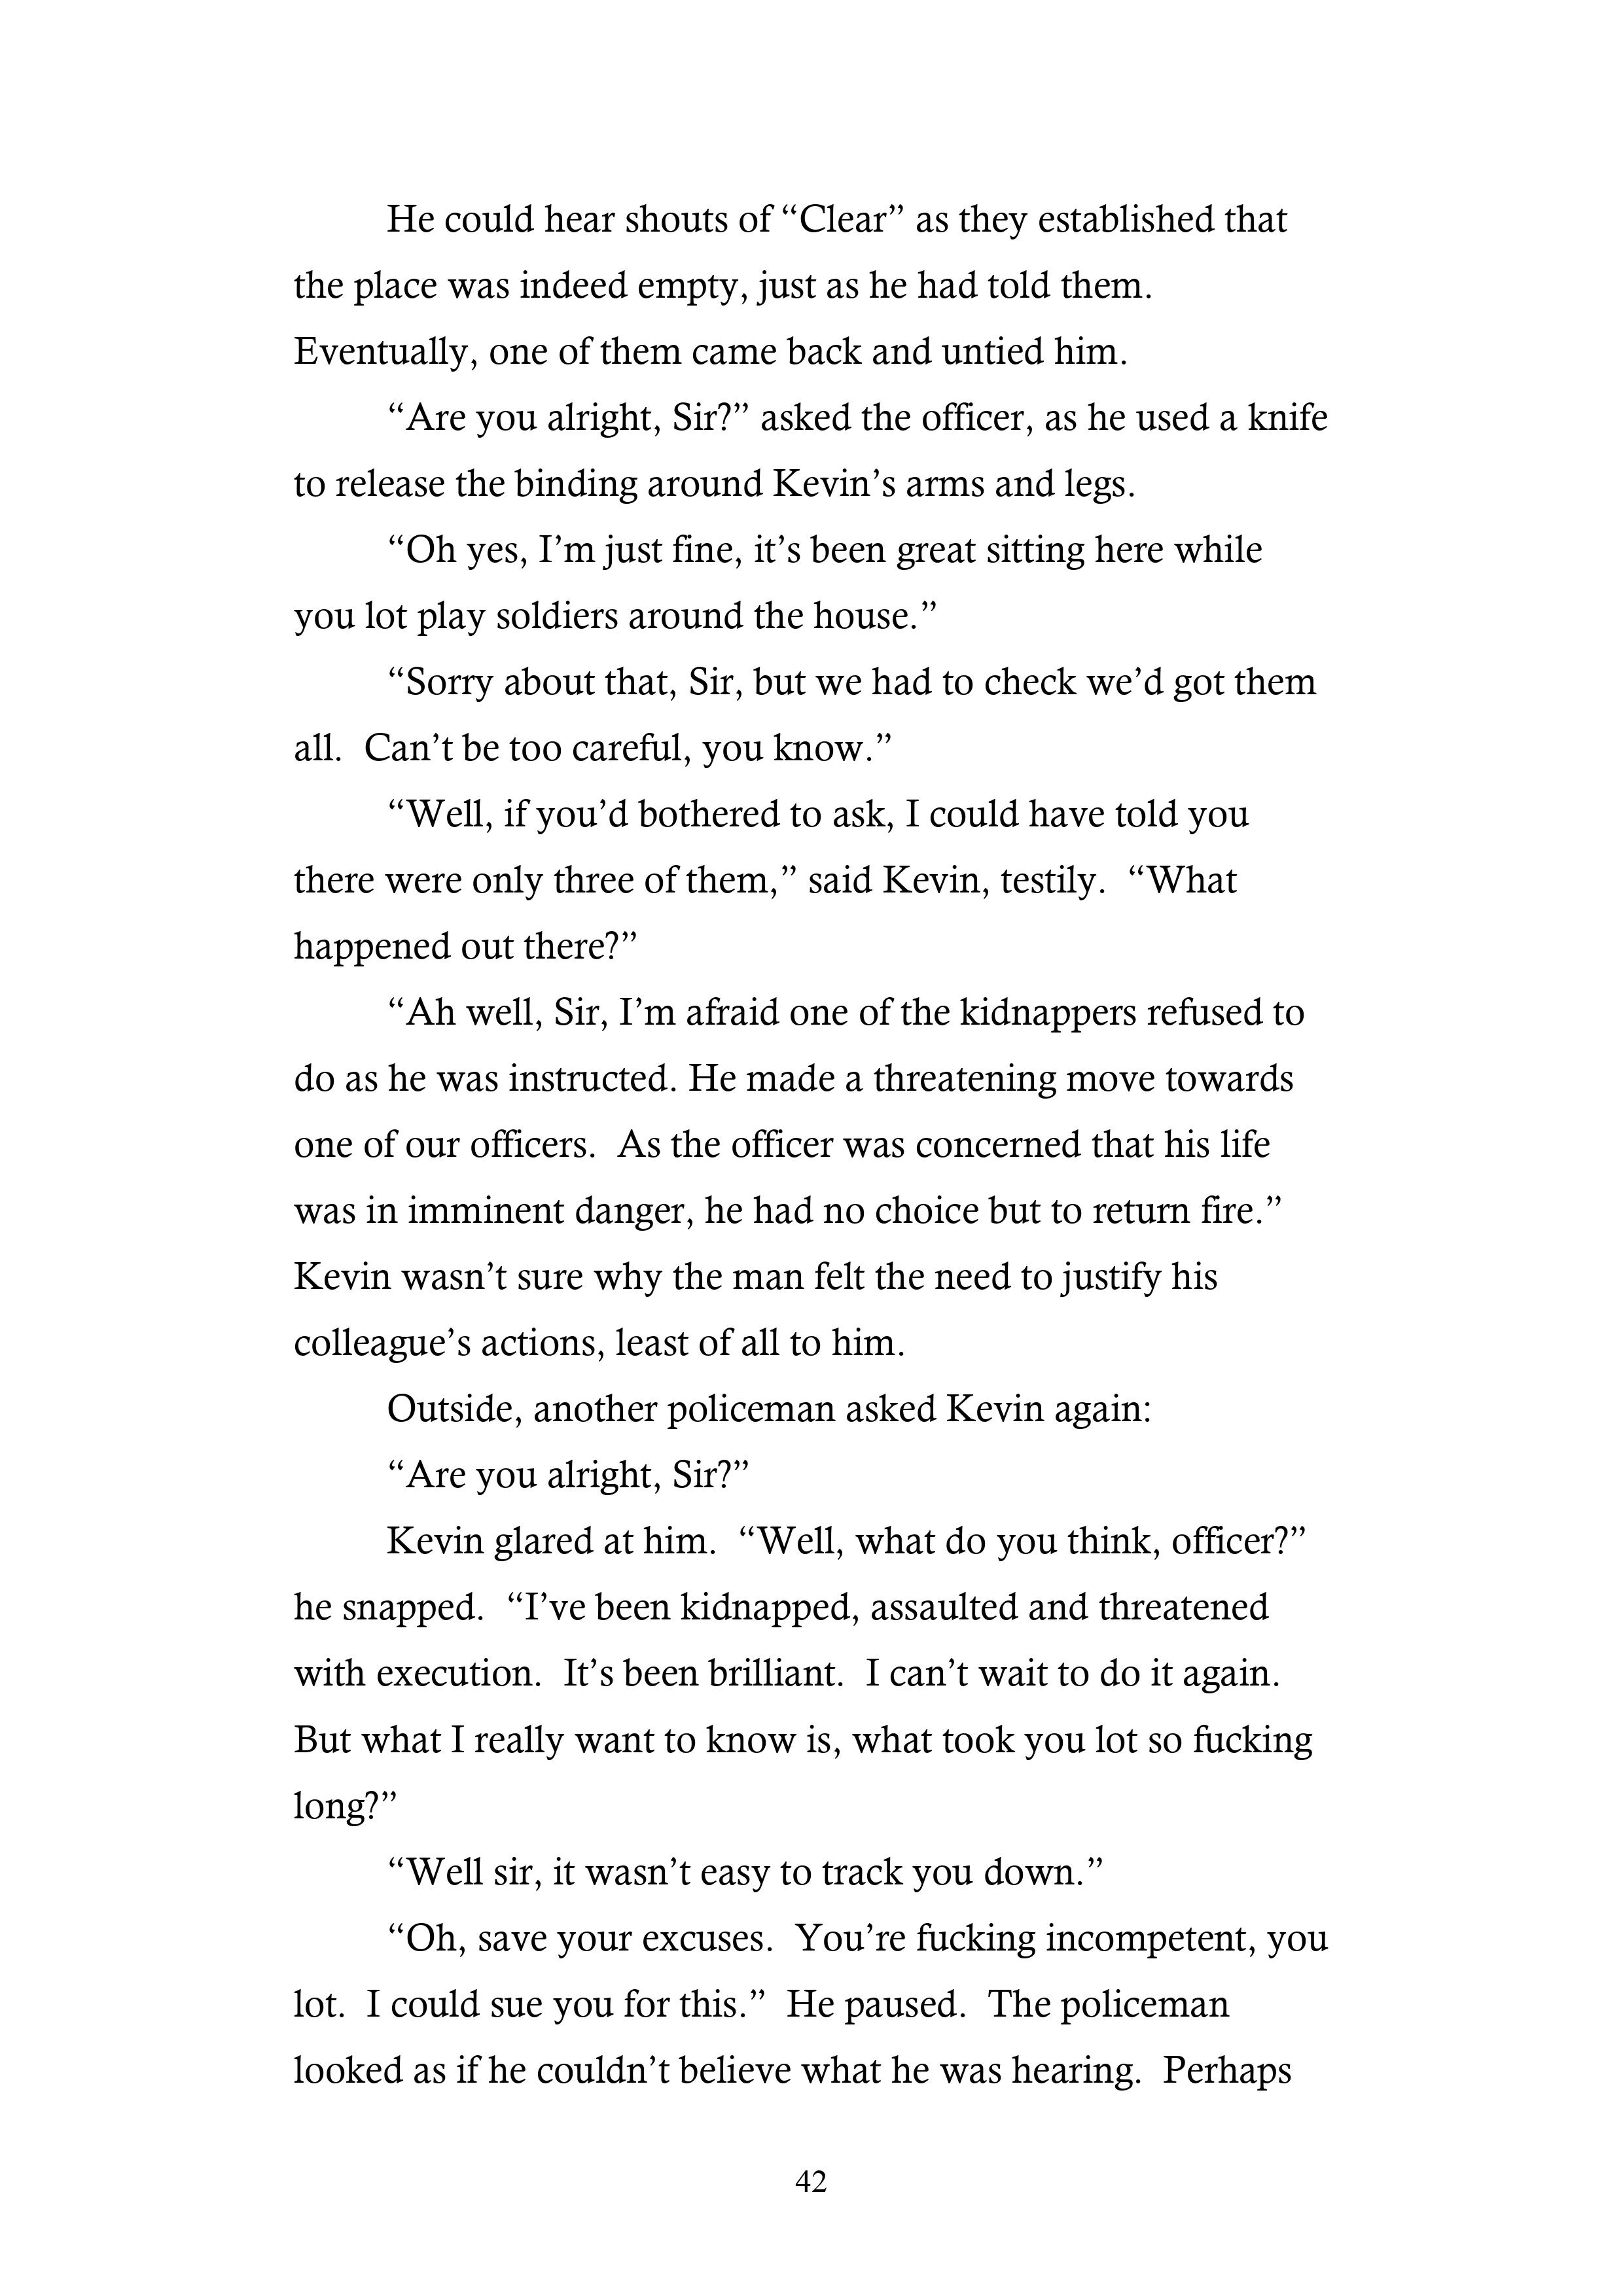 He could hear shouts of “Clear” as they established that
the place was indeed empty, just as he had told them.
Eventually, one of them came back and untied him.
“Are you alright, Sir?” asked the officer, as he used a knife
to release the binding around Kevin’s arms and legs.
“Oh yes, I’m just fine, it’s been great sitting here while
you lot play soldiers around the house.”
“Sorry about that, Sir, but we had to check we’d got them
all.  Can’t be too careful, you know.”
“Well, if you’d bothered to ask, I could have told you
there were only three of them,” said Kevin, testily.  “What
happened out there?”
“Ah well, Sir, I’m afraid one of the kidnappers refused to
do as he was instructed. He made a threatening move towards
one of our officers.  As the officer was concerned that his life
was in imminent danger, he had no choice but to return fire.”
Kevin wasn’t sure why the man felt the need to justify his
colleague’s actions, least of all to him.
Outside, another policeman asked Kevin again:
“Are you alright, Sir?”
Kevin glared at him.  “Well, what do you think, officer?”
he snapped.  “I’ve been kidnapped, assaulted and threatened
with execution.  It’s been brilliant.  I can’t wait to do it again.
But what I really want to know is, what took you lot so fucking
long?”
“Well sir, it wasn’t easy to track you down.”
“Oh, save your excuses.  You’re fucking incompetent, you
lot.  I could sue you for this.”  He paused.  The policeman
looked as if he couldn’t believe what he was hearing.  Perhaps
42